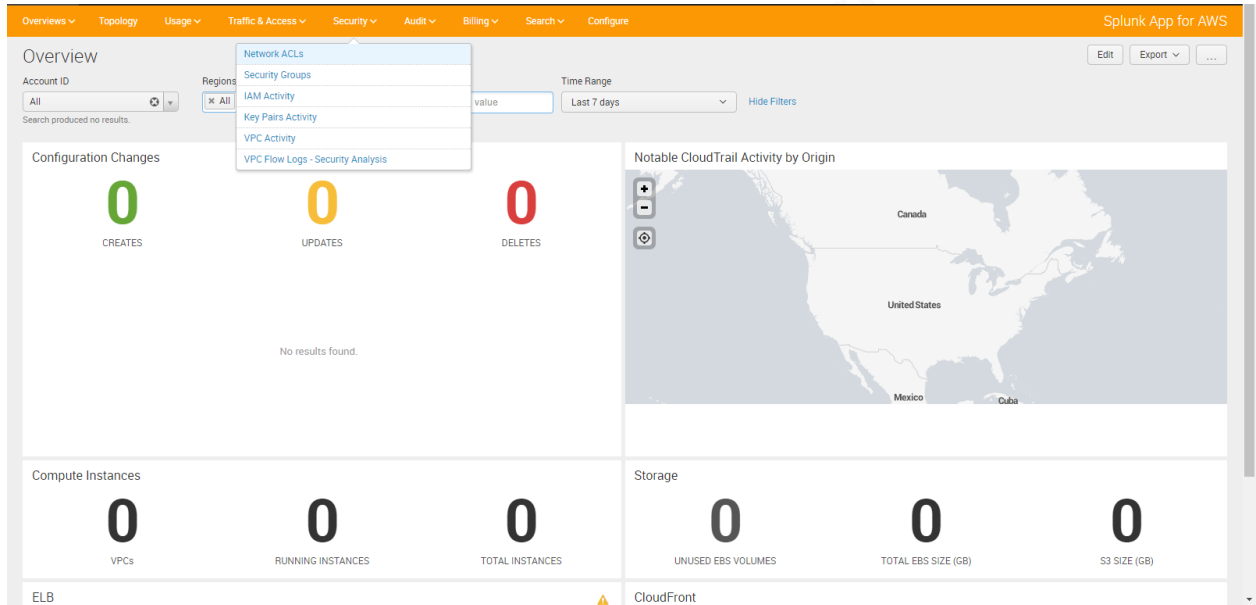 Overviews Topology Usage Traffic & Access Security Audit Billing Search Configure Splunk App for AWS
Overview
Edit Export ...
Network ACLs
Security Groups
IAM Activity
Key Pairs Activity
VPC Activity
VPC Flow Logs - Security Analysis
Account ID Regions Time Range
All All value Last 7 days Hide Filters
Search produced no results.
Configuration Changes
0 0 0
CREATES UPDATES DELETES
No results found.
Notable CloudTrail Activity by Origin
+
-
Canada
United States
Mexico
Cuba
Compute Instances
0 0 0
VPCs RUNNING INSTANCES TOTAL INSTANCES
Storage
0 0 0
UNUSED EBS VOLUMES TOTAL EBS SIZE (GB) S3 SIZE (GB)
ELB
CloudFront